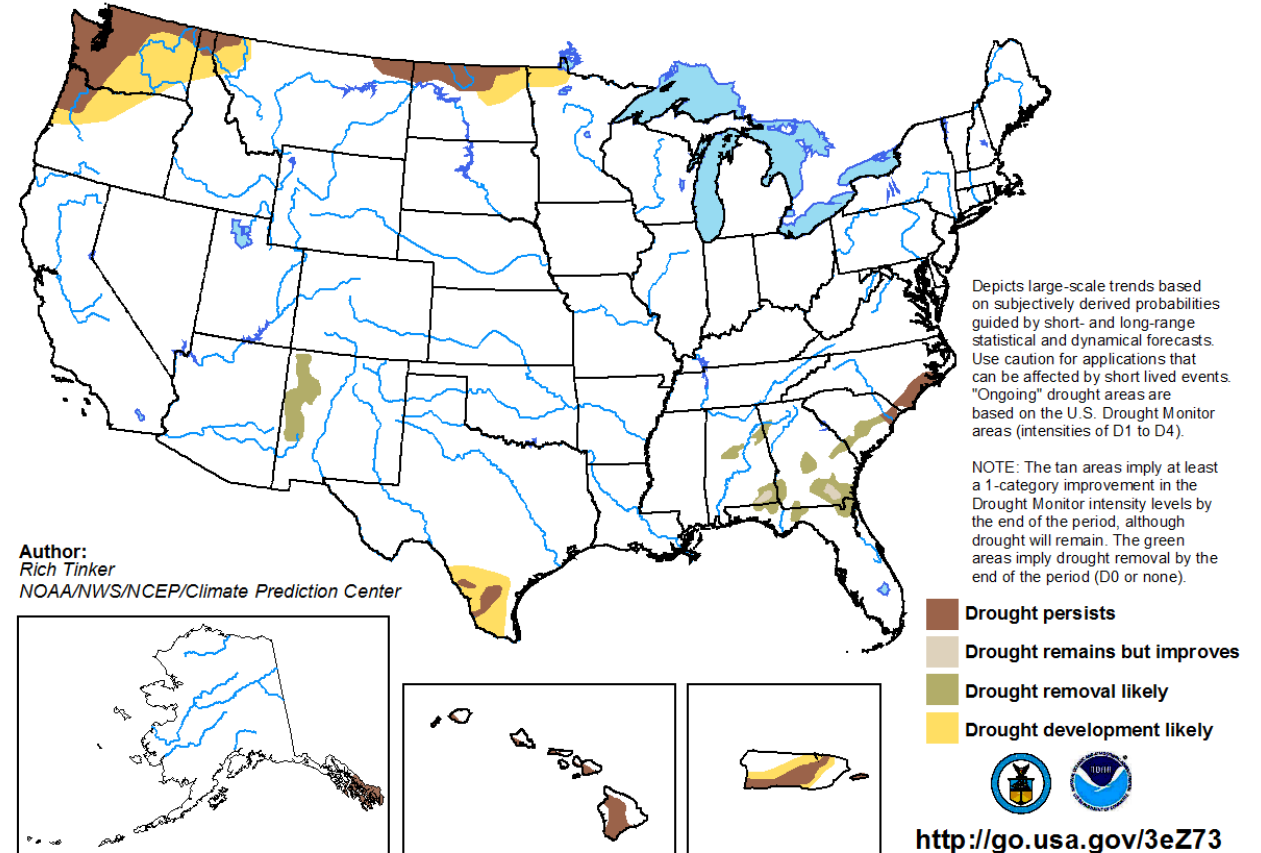 Depicts large-scale trends based
on subjectively derived probabilities
guided by short- and long-range
statistical and dynamical forecasts.
Use caution for applications that
can be affected by short lived events.
"Ongoing" drought areas are
based on the U.S. Drought Monitor
areas (intensities of D1 to D4).
NOTE: The tan areas imply at least
a 1-category improvement in the
Drought Monitor intensity levels by
the end of the period, although
drought will remain. The green
areas imply drought removal by the
end of the period (D0 or none).
Author:
Rich Tinker
NOAA/NWS/NCEP/Climate Prediction Center
Drought persists
Drought remains but improves
Drought removal likely
Drought development likely
http://go.usa.gov/3eZ73